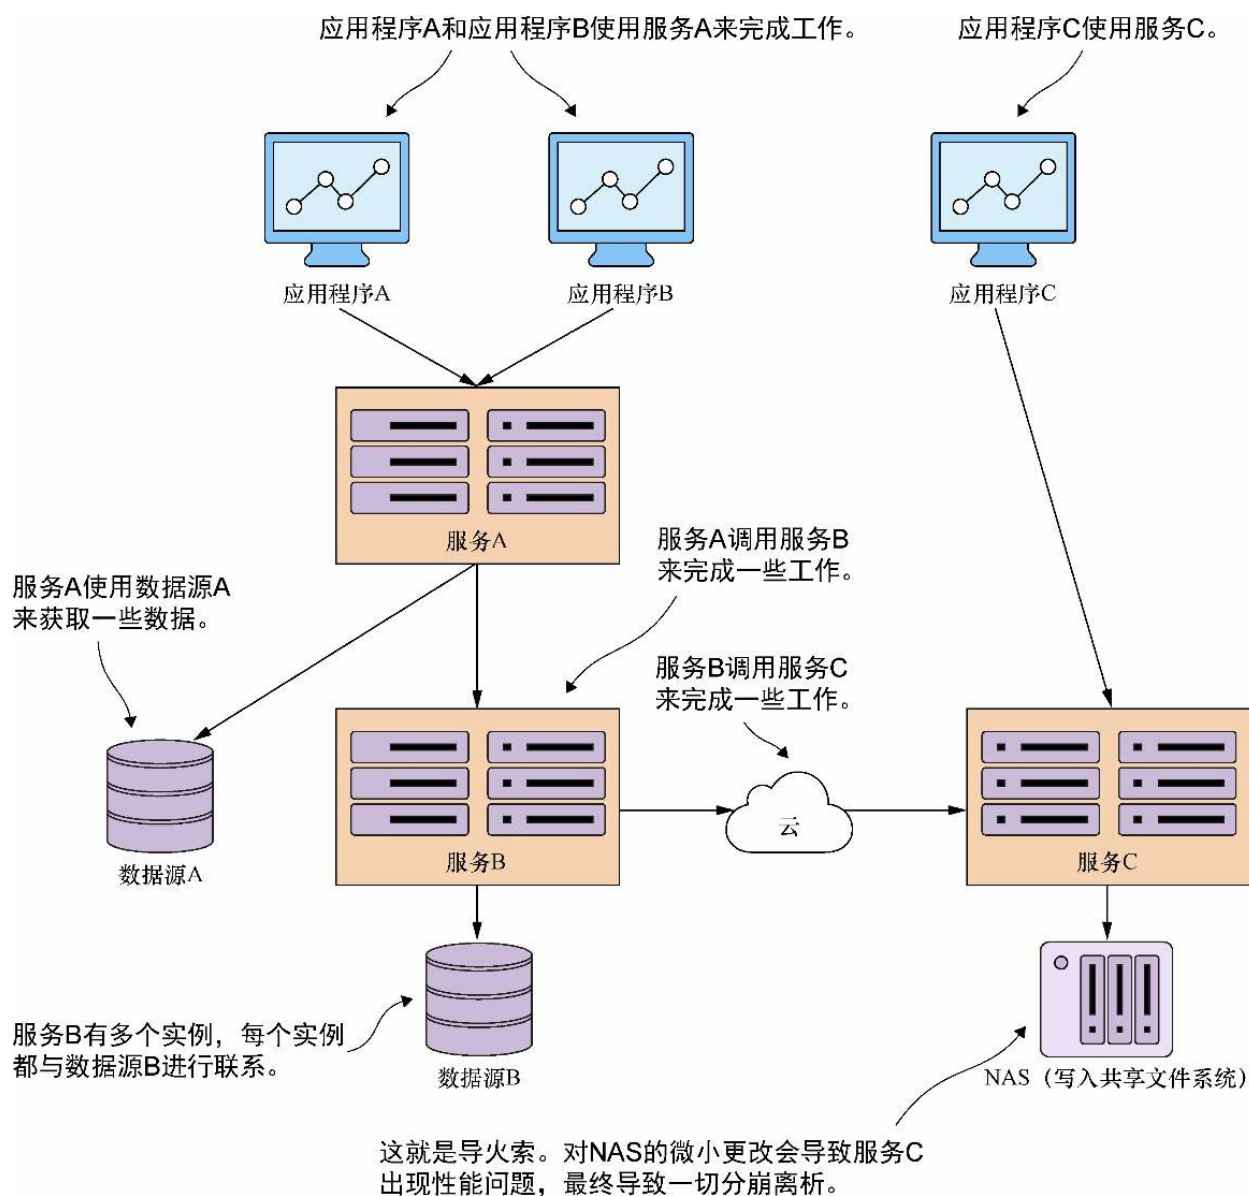 应用程序A和应用程序B使用服务A来完成工作。
应用程序C使用服务C。
应用程序A
应用程序B
应用程序C
服务A
服务A调用服务B
来完成一些工作。
服务A使用数据源A
来获取一些数据。
服务B调用服务C
来完成一些工作。
云
数据源A
服务B
服务C
服务B有多个实例，每个实例
都与数据源B进行联系。
数据源B
NAS（写入共享文件系统）
这就是导火索。对NAS的微小更改会导致服务C
出现性能问题，最终导致一切分崩离析。